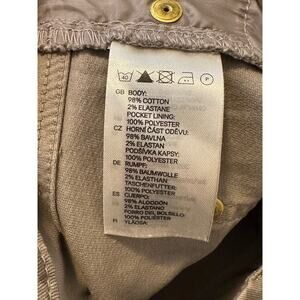 40 P
GB BODY:
98% COTTON
2% ELASTANE
POCKET LINING:
100% POLYESTER
CZ HORNÍ ČÁST ODĚVU:
98% BAVLNA
2% ELASTAN
PODŠÍVKA KAPSY:
100% POLYESTER
DE RUMPF:
98% BAUMWOLLE
2% ELASTHAN
TASCHENFUTTER:
100% POLYESTER
ES CUERPO:
98% ALGODÓN
2% ELASTANO
FORRO DEL BOLSILLO:
100% POLIÉSTER
FI YLÄOSA: